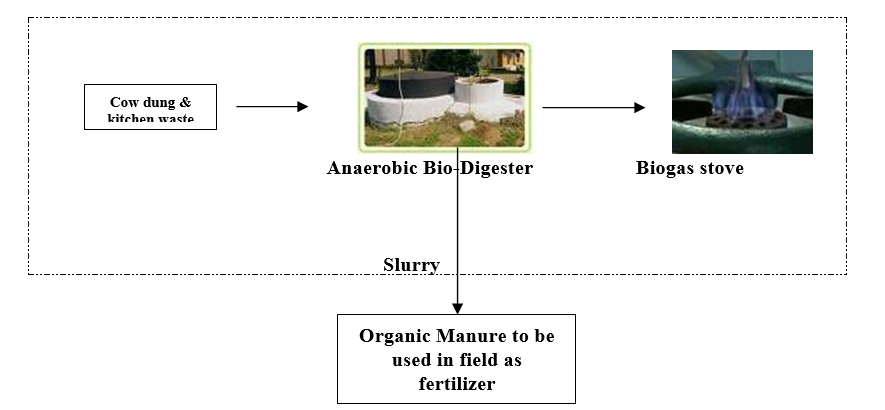 Cow dung &
kitchen waste
Anaerobic Bio-Digester
Biogas stove
Slurry
Organic Manure to be
used in field as
fertilizer